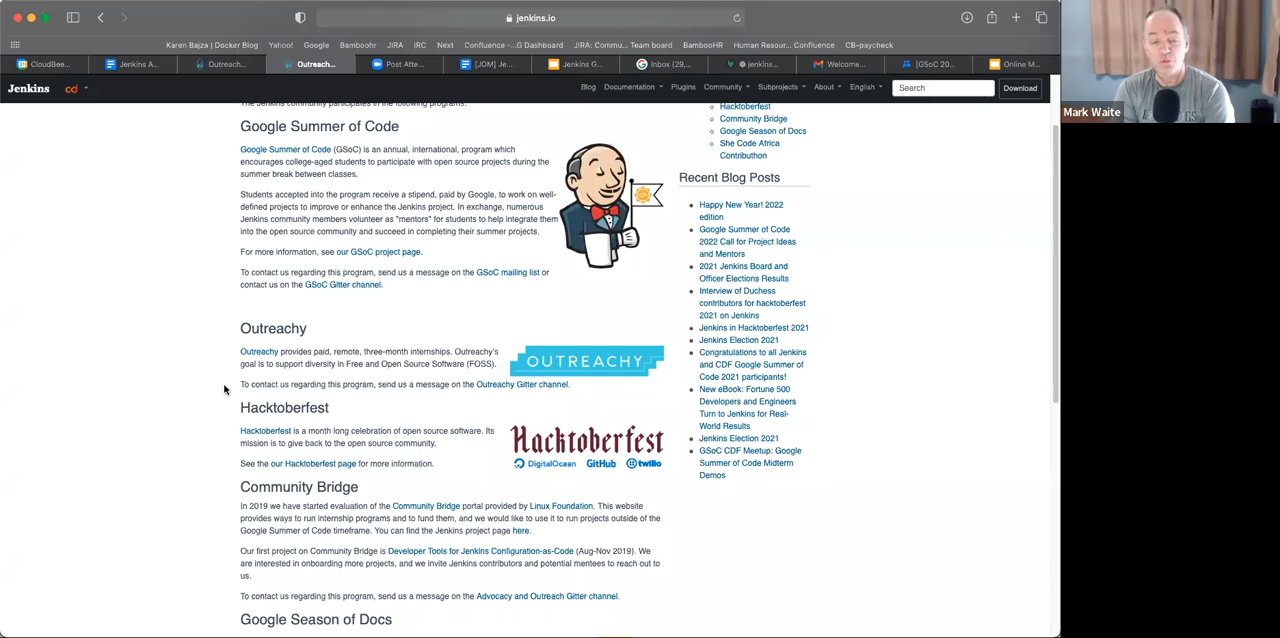 jenkins.io
Karen Bajza | Docker Blog Yahoo! Google Bamboohr JIRA IRC Next Confluence -...G Dashboard JIRA: Commu... Team board BambooHR Human Resour... Confluence CB-paycheck
CloudBee... Jenkins A... Outreach... Outreac... Post Atte... [JOM] Je... Jenkins G... Inbox (29,... jenkins... Welcome... [GSoC 20... Online M...
Jenkins cd Blog Documentation Plugins Community Subprojects About English Search Download
The Jenkins community participates in the following programs:
Google Summer of Code
Google Summer of Code (GSoC) is an annual, international, program which
encourages college-aged students to participate with open source projects during the
summer break between classes.
Students accepted into the program receive a stipend, paid by Google, to work on well-
defined projects to improve or enhance the Jenkins project. In exchange, numerous
Jenkins community members volunteer as "mentors" for students to help integrate them
into the open source community and succeed in completing their summer projects.
For more information, see our GSoC project page.
To contact us regarding this program, send us a message on the GSoC mailing list or
contact us on the GSoC Gitter channel.
Outreachy
Outreachy provides paid, remote, three-month internships. Outreachy's
goal is to support diversity in Free and Open Source Software (FOSS).
To contact us regarding this program, send us a message on the Outreachy Gitter channel.
OUTREACHY
Hacktoberfest
Hacktoberfest is a month long celebration of open source software. Its
mission is to give back to the open source community.
See the our Hacktoberfest page for more information.
Hacktoberfest
DigitalOcean GitHub twilio
Community Bridge
In 2019 we have started evaluation of the Community Bridge portal provided by Linux Foundation. This website
provides ways to run internship programs and to fund them, and we would like to use it to run projects outside of the
Google Summer of Code timeframe. You can find the Jenkins project page here.
Our first project on Community Bridge is Developer Tools for Jenkins Configuration-as-Code (Aug-Nov 2019). We
are interested in onboarding more projects, and we invite Jenkins contributors and potential mentees to reach out to
us.
To contact us regarding this program, send us a message on the Advocacy and Outreach Gitter channel.
Google Season of Docs
Hacktoberfest
Community Bridge
Google Season of Docs
She Code Africa
Contributhon
Recent Blog Posts
Happy New Year! 2022
edition
Google Summer of Code
2022 Call for Project Ideas
and Mentors
2021 Jenkins Board and
Officer Elections Results
Interview of Duchess
contributors for hacktoberfest
2021 on Jenkins
Jenkins in Hacktoberfest 2021
Jenkins Election 2021
Congratulations to all Jenkins
and CDF Google Summer of
Code 2021 participants!
New eBook: Fortune 500
Developers and Engineers
Turn to Jenkins for Real-
World Results
Jenkins Election 2021
GSoC CDF Meetup: Google
Summer of Code Midterm
Demos
Mark Waite